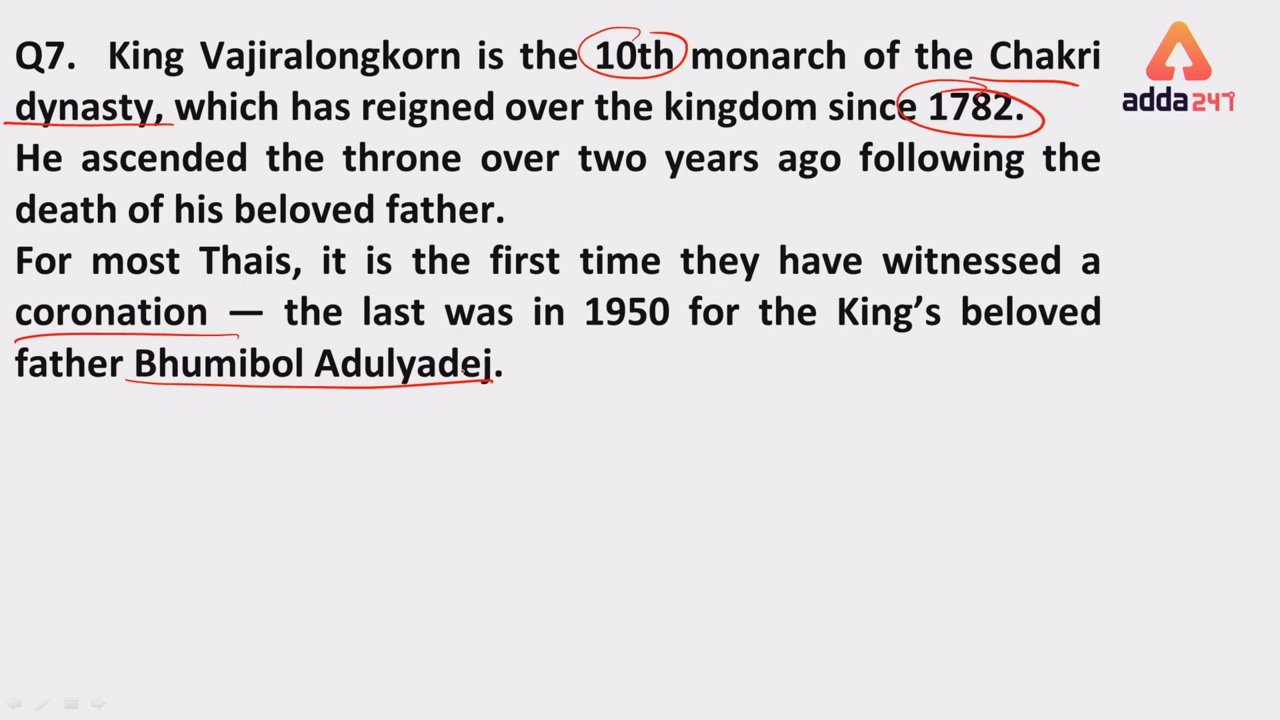 Q7. King Vajiralongkorn is the 10th monarch of the Chakri
dynasty, which has reigned over the kingdom since 1782.
He ascended the throne over two years ago following the
death of his beloved father.
For most Thais, it is the first time they have witnessed a
coronation — the last was in 1950 for the King’s beloved
father Bhumibol Adulyadej.
adda247